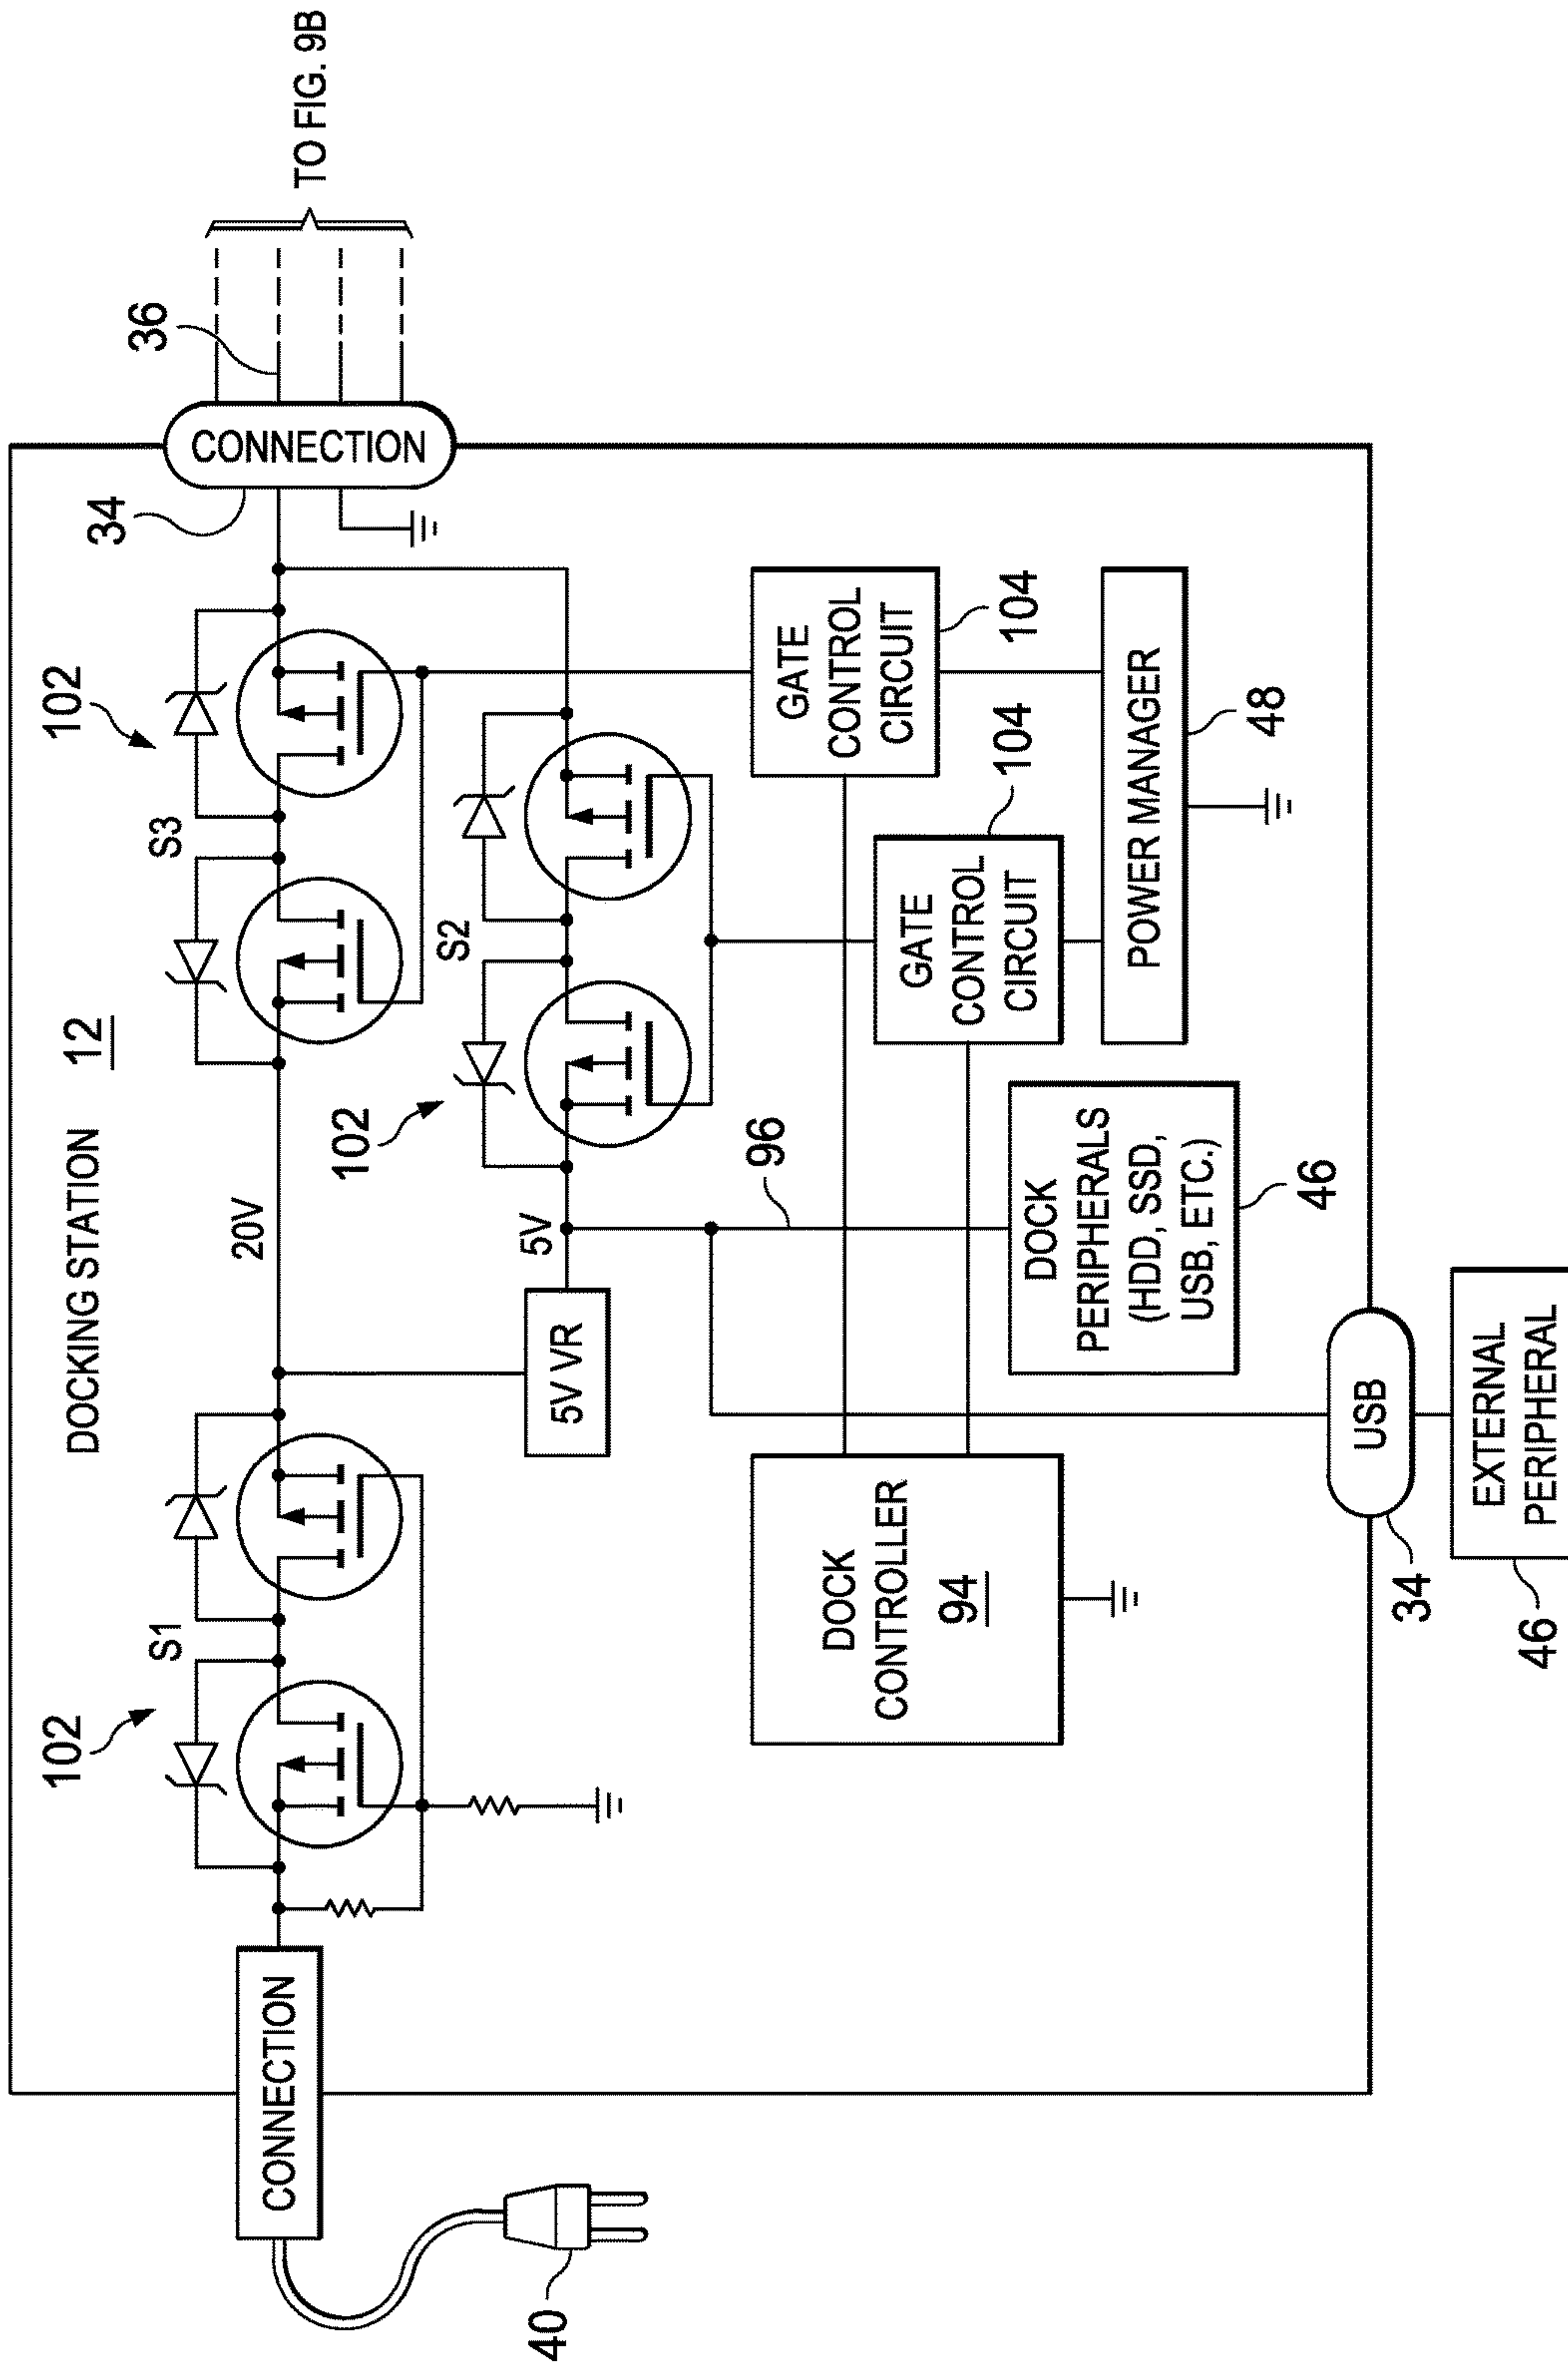 DOCKING STATION
12
TO FIG. 9B
36
34
CONNECTION
102
S1
20V
102
S3
CONNECTION
40
5V VR
5V
102
S2
96
GATE
CONTROL
CIRCUIT
104
GATE
CONTROL
CIRCUIT
104
DOCK
CONTROLLER
94
DOCK
PERIPHERALS
(HDD, SSD,
USB, ETC.)
46
POWER MANAGER
48
USB
34
EXTERNAL
PERIPHERAL
46